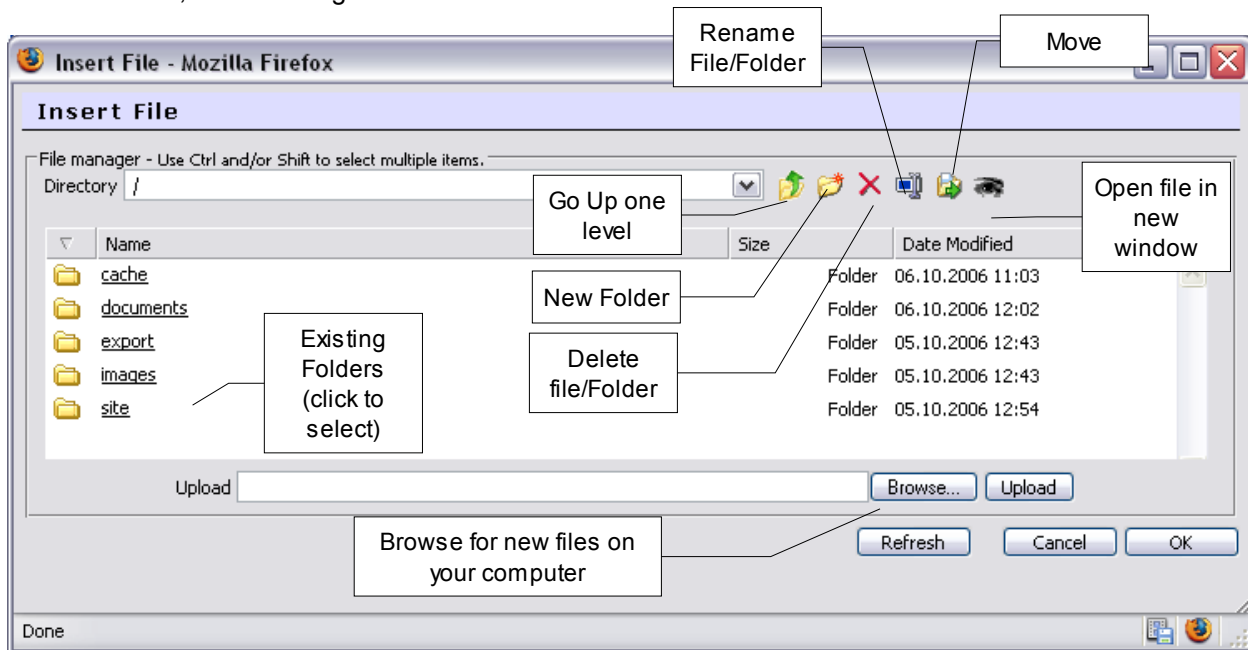 Rename
File/Folder
Move
Insert File - Mozilla Firefox
Insert File
File manager - Use Ctrl and/or Shift to select multiple items.
Directory /
Go Up one
level
Open file in
new
window
Name Size Date Modified
cache Folder 06.10.2006 11:03
New Folder
documents Folder 06.10.2006 12:02
Existing
Folders
(click to
select)
export Folder 05.10.2006 12:43
Delete
file/Folder
images Folder 05.10.2006 12:43
site Folder 05.10.2006 12:54
Upload Browse... Upload
Browse for new files on
your computer
Refresh Cancel OK
Done